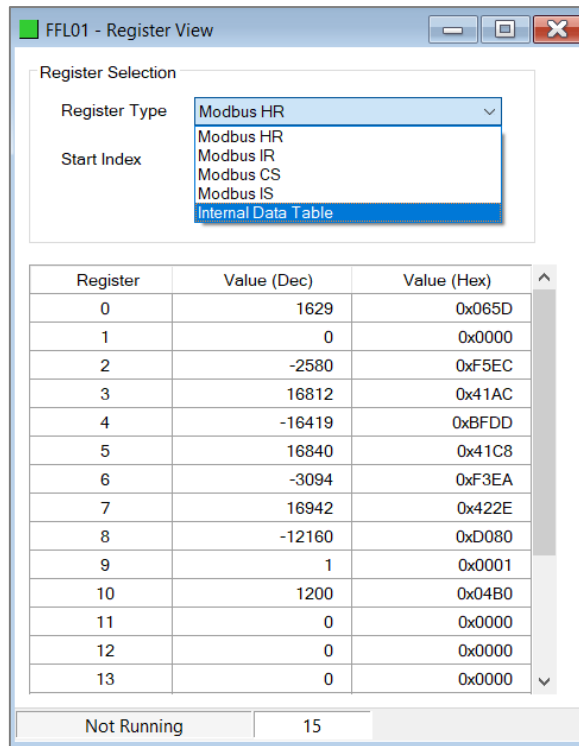 FFL01 - Register View
Register Selection
Register Type Modbus HR
Modbus HR
Modbus IR
Start Index
Modbus CS
Modbus IS
Internal Data Table
Register Value (Dec) Value (Hex)
0 1629 0x065D
1 0 0x0000
2 -2580 0xF5EC
3 16812 0x41AC
4 -16419 0xBFDD
5 16840 0x41C8
6 -3094 0xF3EA
7 16942 0x422E
8 -12160 0xD080
9 1 0x0001
10 1200 0x04B0
11 0 0x0000
12 0 0x0000
13 0 0x0000
Not Running 15